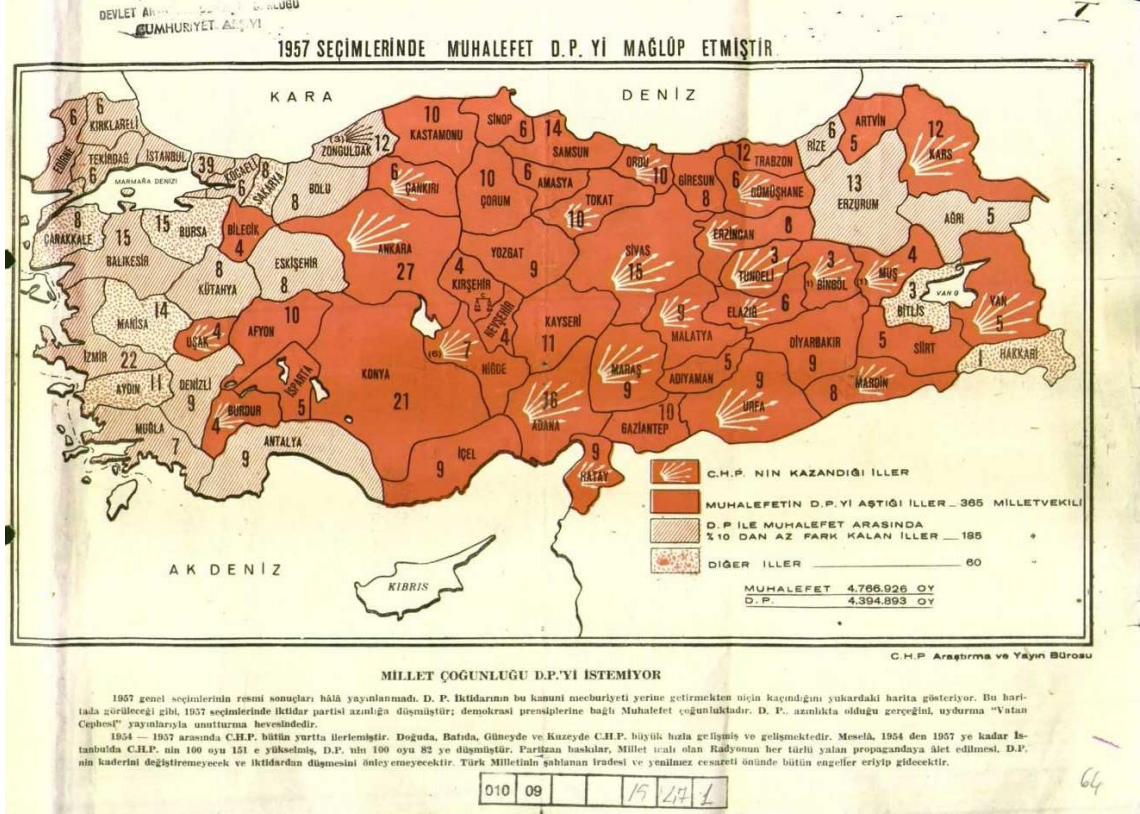 DEVLET
CUMHURİYET
1957 SEÇİMLERİNDE MUHALEFET D.P. Yİ MAĞLÛP ETMİŞTİR
KARA DENİZ
6
KIRKLARELİ
6
EDİRNE
TEKİRDAĞ
6
İSTANBUL
39
KOCAELİ
6
8
SAKARYA
MARMARA DENİZİ
(3)
ZONGULDAK
12
BOLU
8
10
KASTAMONU
SİNOP
6
14
SAMSUN
6
ÇANKIRI
10
ÇORUM
6
AMASYA
TOKAT
10
ORDU
10
GİRESUN
8
12
TRABZON
6
GÜMÜŞHANE
RİZE
6
ARTVİN
5
12
KARS
13
ERZURUM
AĞRI
5
8
ÇANAKKALE
15
BALIKESİR
15
BURSA
BİLECİK
4
8
KÜTAHYA
ESKİŞEHİR
8
ANKARA
27
4
KIRŞEHİR
YOZGAT
9
SİVAS
15
ERZİNCAN
8
3
TUNCELİ
3
(1)
BİNGÖL
4
(1)
MUŞ
3
BİTLİS
VAN G
VAN
5
14
MANİSA
UŞAK
4
AFYON
10
NEVŞEHİR
4
KAYSERİ
11
9
MALATYA
ELAZIĞ
6
DİYARBAKIR
9
5
SİİRT
1
HAKKARİ
İZMİR
22
AYDIN
11
DENİZLİ
9
BURDUR
4
ISPARTA
5
KONYA
21
(6)
7
NİĞDE
MARAŞ
9
ADIYAMAN
5
9
URFA
MARDİN
8
MUĞLA
7
ANTALYA
9
İÇEL
9
16
ADANA
10
GAZİANTEP
9
HATAY
AK DENİZ
KIBRIS
C.H.P. NİN KAZANDIĞI İLLER
MUHALEFETİN D.P.Yİ AŞTIĞI İLLER _ 365 MİLLETVEKİLİ
D.P İLE MUHALEFET ARASINDA
%10 DAN AZ FARK KALAN İLLER __ 185 "
DİĞER İLLER ________ 60 "
MUHALEFET 4.766.926 OY
D.P. 4.394.893 OY
C.H.P Araştırma ve Yayın Bürosu
MİLLET ÇOĞUNLUĞU D.P.'Yİ İSTEMİYOR
1957 genel seçimlerinin resmi sonuçları hâlâ yayınlanmadı. D. P. İktidarının bu kanuni mecburiyeti yerine getirmekten niçin kaçındığını yukardaki harita gösteriyor. Bu hari-
tada görüleceği gibi, 1957 seçimlerinde iktidar partisi azınlığa düşmüştür; demokrasi prensiplerine bağlı Muhalefet çoğunluktadır. D. P., azınlıkta olduğu gerçeğini, uydurma "Vatan
Cephesi" yayınlarıyla unutturma hevesindedir.
1954 — 1957 arasında C.H.P. bütün yurtta ilerlemiştir. Doğuda, Batıda, Güneyde ve Kuzeyde C.H.P. büyük hızla gelişmiş ve gelişmektedir. Meselâ, 1954 den 1957 ye kadar İs-
tanbulda C.H.P. nin 100 oyu 151 e yükselmiş, D.P. nin 100 oyu 82 ye düşmüştür. Partizan baskılar, Millet malı olan Radyonun her türlü yalan propagandaya âlet edilmesi, D.P.
nin kaderini değiştiremeyecek ve iktidardan düşmesini önleyemeyecektir. Türk Milletinin şahlanan iradesi ve yenilmez cesareti önünde bütün engeller eriyip gidecektir.
010 09 15 47 1
64